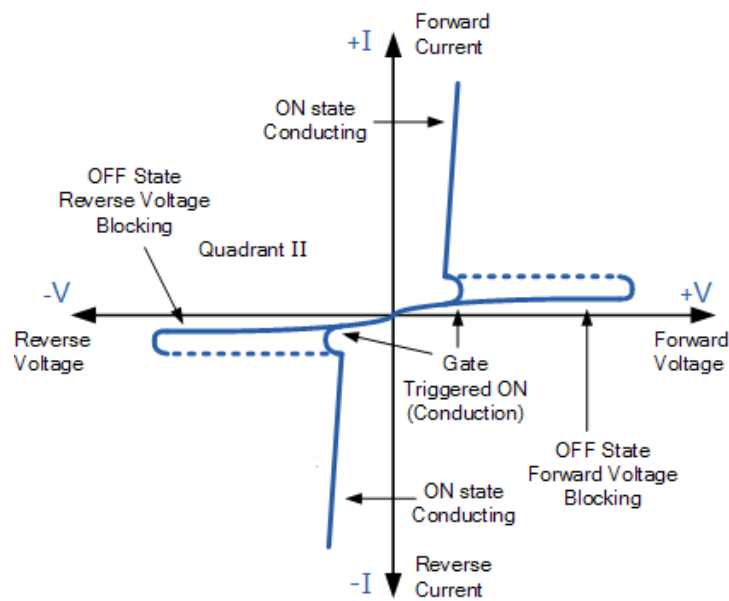 +I
Forward
Current
ON state
Conducting
OFF State
Reverse Voltage
Blocking
Quadrant II
-V
+V
Reverse
Voltage
Forward
Voltage
Gate
Triggered ON
(Conduction)
OFF State
Forward Voltage
Blocking
ON state
Conducting
-I
Reverse
Current